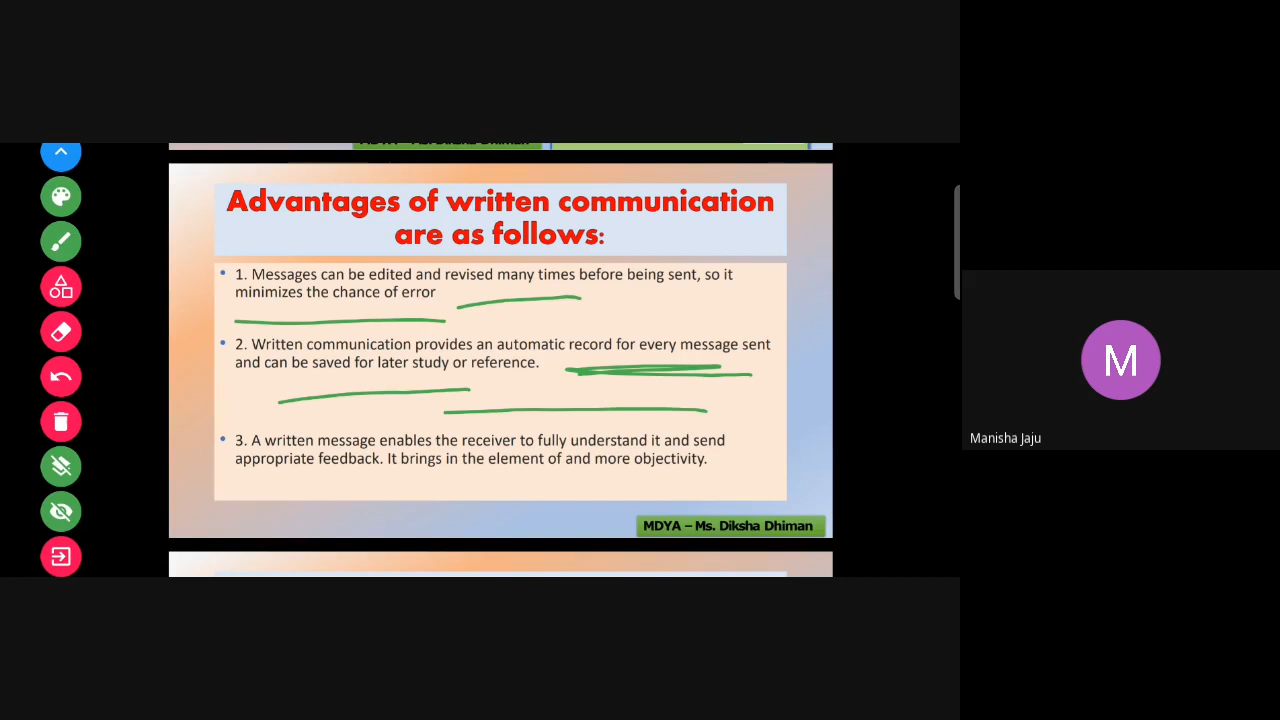 Advantages of written communication
are as follows:
• 1. Messages can be edited and revised many times before being sent, so it
minimizes the chance of error
• 2. Written communication provides an automatic record for every message sent
and can be saved for later study or reference.
• 3. A written message enables the receiver to fully understand it and send
appropriate feedback. It brings in the element of and more objectivity.
MDYA – Ms. Diksha Dhiman
M
Manisha Jaju